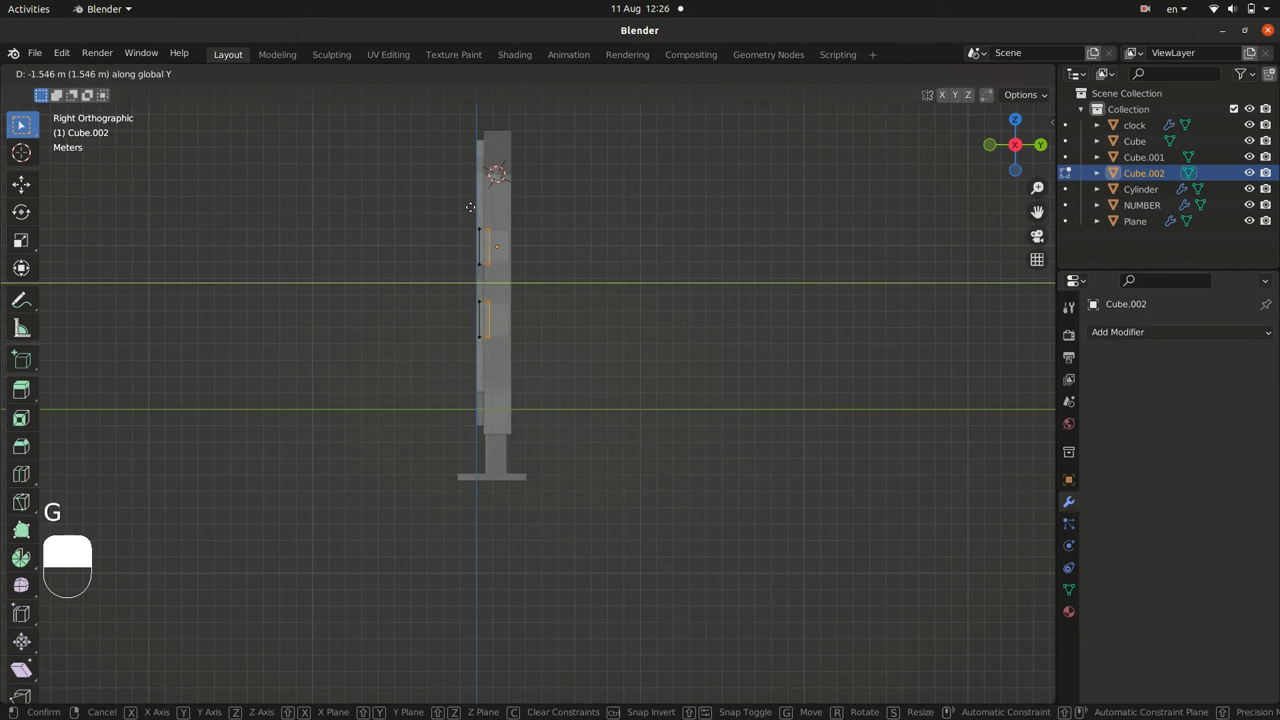 Activities
Blender
11 Aug 12:26
en
Blender
File Edit Render Window Help
Layout Modeling Sculpting UV Editing Texture Paint Shading Animation Rendering Compositing Geometry Nodes Scripting +
Scene
ViewLayer
D: -1.546 m (1.546 m) along global Y
X Y Z
Options
Right Orthographic
(1) Cube.002
Meters
Z
X
Y
Scene Collection
Collection
clock
Cube
Cube.001
Cube.002
Cylinder
NUMBER
Plane
Cube.002
Add Modifier
G
Confirm Cancel X X Axis Y Y Axis Z Z Axis X X Plane Y Y Plane Z Z Plane C Clear Constraints Snap Invert Snap Toggle G Move R Rotate S Resize Automatic Constraint Automatic Constraint Plane Precision